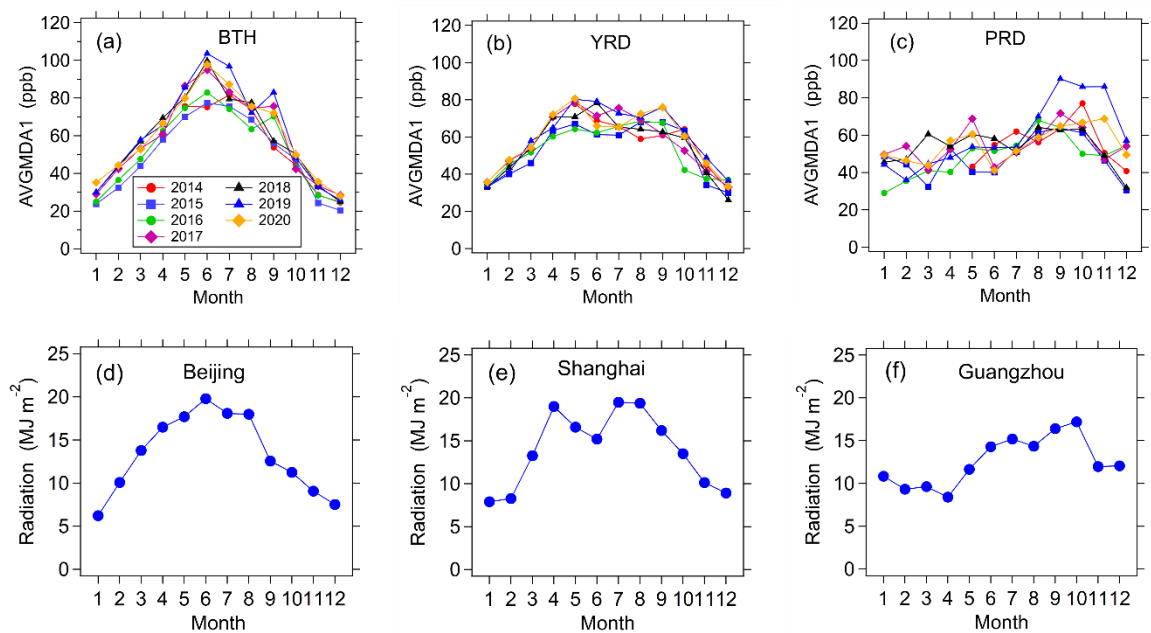 (a) BTH
AVGMDA1 (ppb)
120
100
80
60
40
20
0
2014 2018
2015 2019
2016 2020
2017
1 2 3 4 5 6 7 8 9 10 11 12
Month
(b) YRD
AVGMDA1 (ppb)
120
100
80
60
40
20
0
1 2 3 4 5 6 7 8 9 10 11 12
Month
(c) PRD
AVGMDA1 (ppb)
120
100
80
60
40
20
0
1 2 3 4 5 6 7 8 9 10 11 12
Month
(d) Beijing
Radiation (MJ m-2)
25
20
15
10
5
0
1 2 3 4 5 6 7 8 9 10 11 12
Month
(e) Shanghai
Radiation (MJ m-2)
25
20
15
10
5
0
1 2 3 4 5 6 7 8 9 10 11 12
Month
(f) Guangzhou
Radiation (MJ m-2)
25
20
15
10
5
0
1 2 3 4 5 6 7 8 9 10 11 12
Month